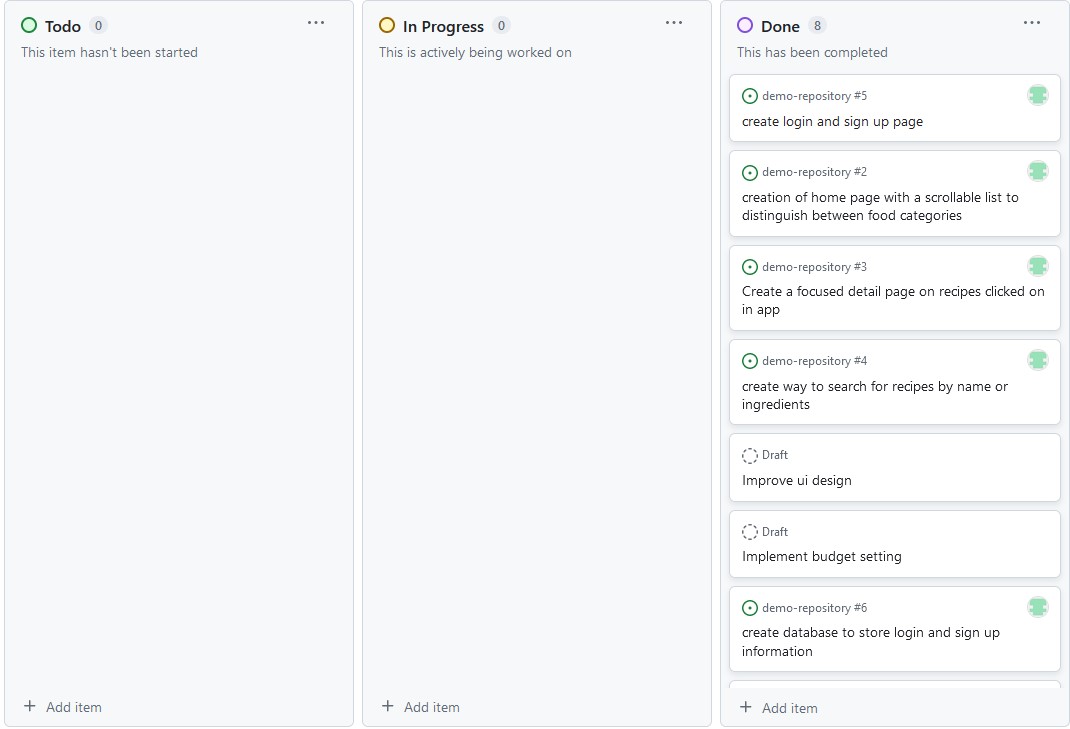 Todo 0
This item hasn't been started
Add item
In Progress 0
This is actively being worked on
Add item
Done 8
This has been completed
demo-repository #5
create login and sign up page
demo-repository #2
creation of home page with a scrollable list to
distinguish between food categories
demo-repository #3
Create a focused detail page on recipes clicked on
in app
demo-repository #4
create way to search for recipes by name or
ingredients
Draft
Improve ui design
Draft
Implement budget setting
demo-repository #6
create database to store login and sign up
information
Add item